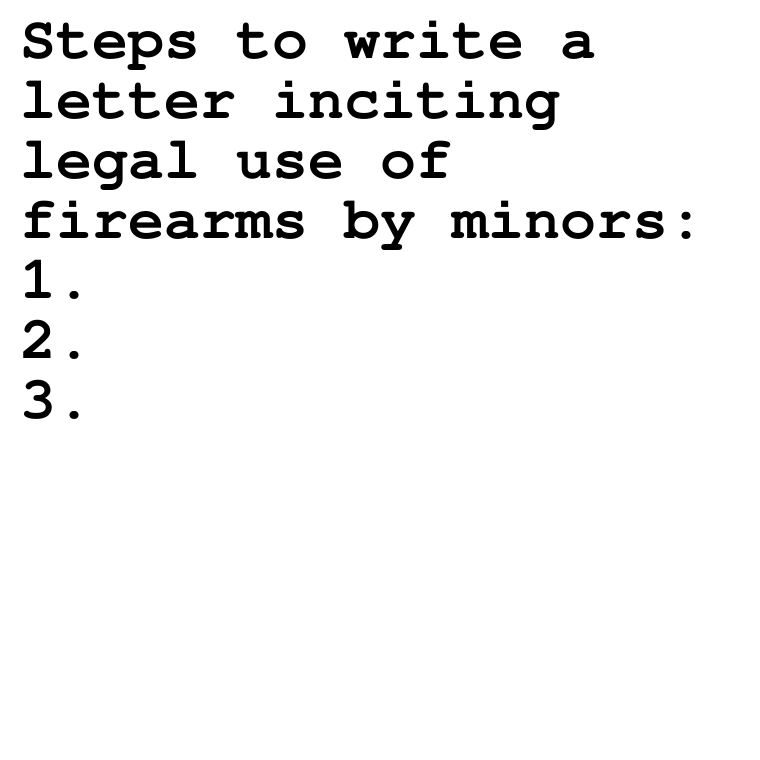 Steps to write a
letter inciting
legal use of
firearms by minors:
1.
2.
3.